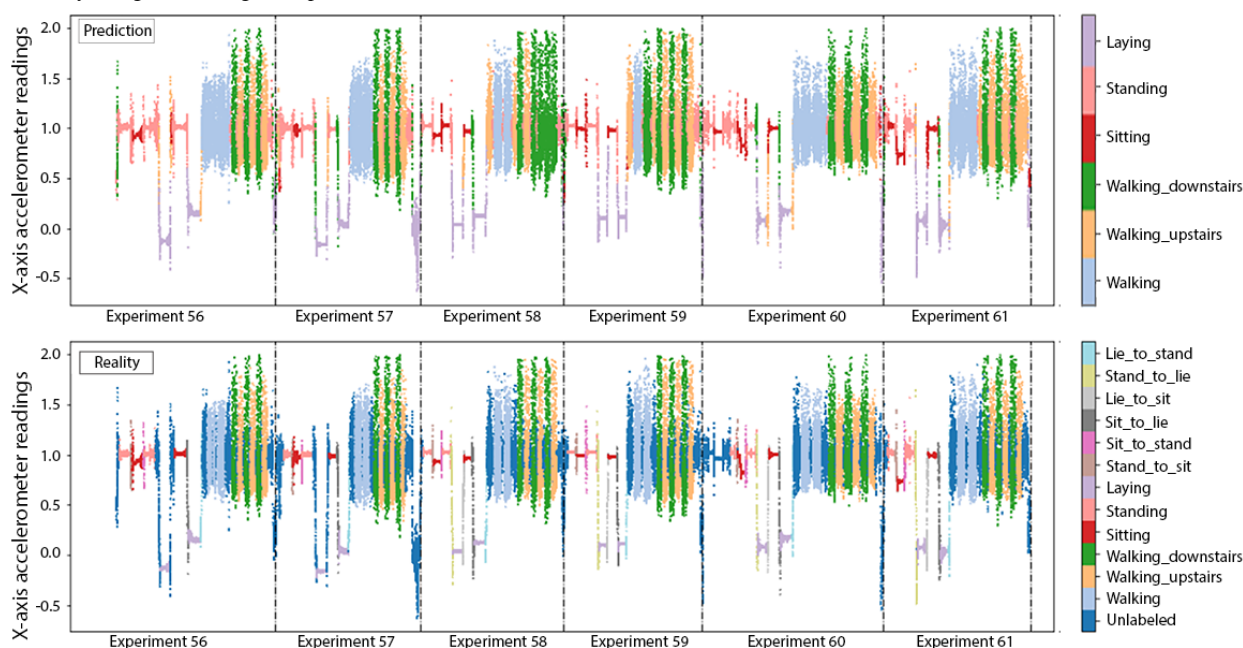 Prediction
X-axis accelerometer readings
2.0
1.5
1.0
0.5
0.0
-0.5
Experiment 56
Experiment 57
Experiment 58
Experiment 59
Experiment 60
Experiment 61
Laying
Standing
Sitting
Walking_downstairs
Walking_upstairs
Walking
Reality
X-axis accelerometer readings
2.0
1.5
1.0
0.5
0.0
-0.5
Experiment 56
Experiment 57
Experiment 58
Experiment 59
Experiment 60
Experiment 61
Lie_to_stand
Stand_to_lie
Lie_to_sit
Sit_to_lie
Sit_to_stand
Stand_to_sit
Laying
Standing
Sitting
Walking_downstairs
Walking_upstairs
Walking
Unlabeled